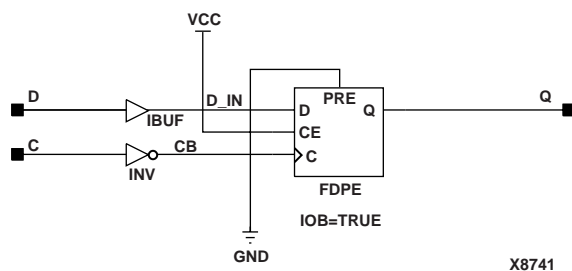 VCC
D
IBUF
D_IN
PRE
D
Q
Q
CE
C
INV
CB
C
FDPE
IOB=TRUE
GND
X8741